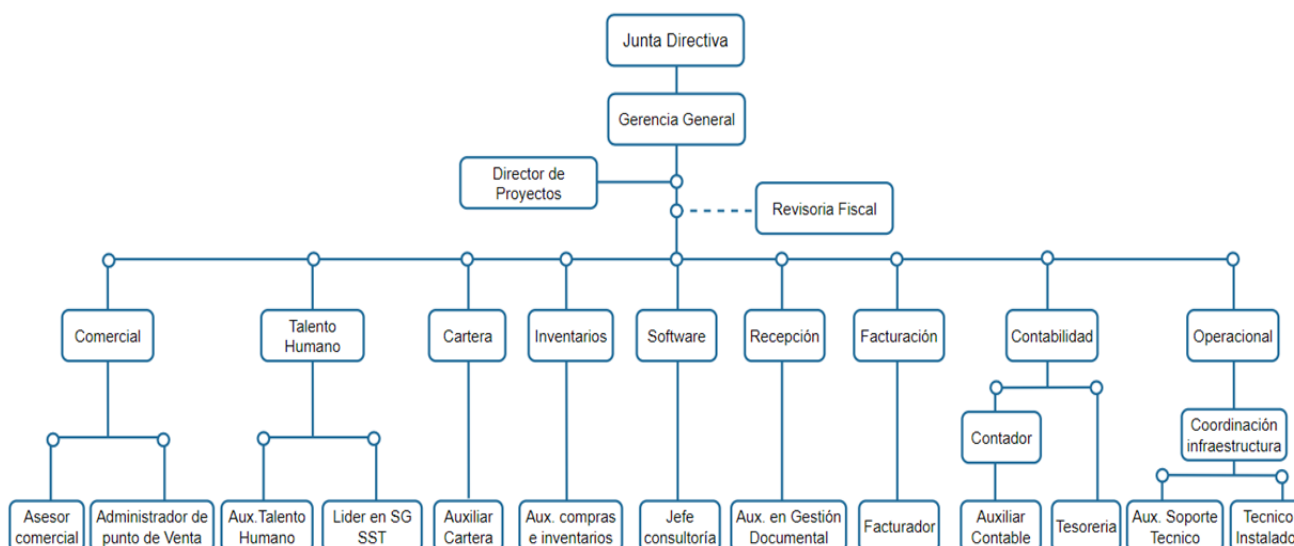 Junta Directiva
Gerencia General
Director de
Proyectos
Revisoria Fiscal
Comercial
Talento
Humano
Cartera
Inventarios
Software
Recepción
Facturación
Contabilidad
Operacional
Contador
Coordinación
infraestructura
Asesor
comercial
Administrador de
punto de Venta
Aux.Talento
Humano
Lider en SG
SST
Auxiliar
Cartera
Aux. compras
e inventarios
Jefe
consultoría
Aux. en Gestión
Documental
Facturador
Auxiliar
Contable
Tesoreria
Aux. Soporte
Tecnico
Tecnico
Instalador